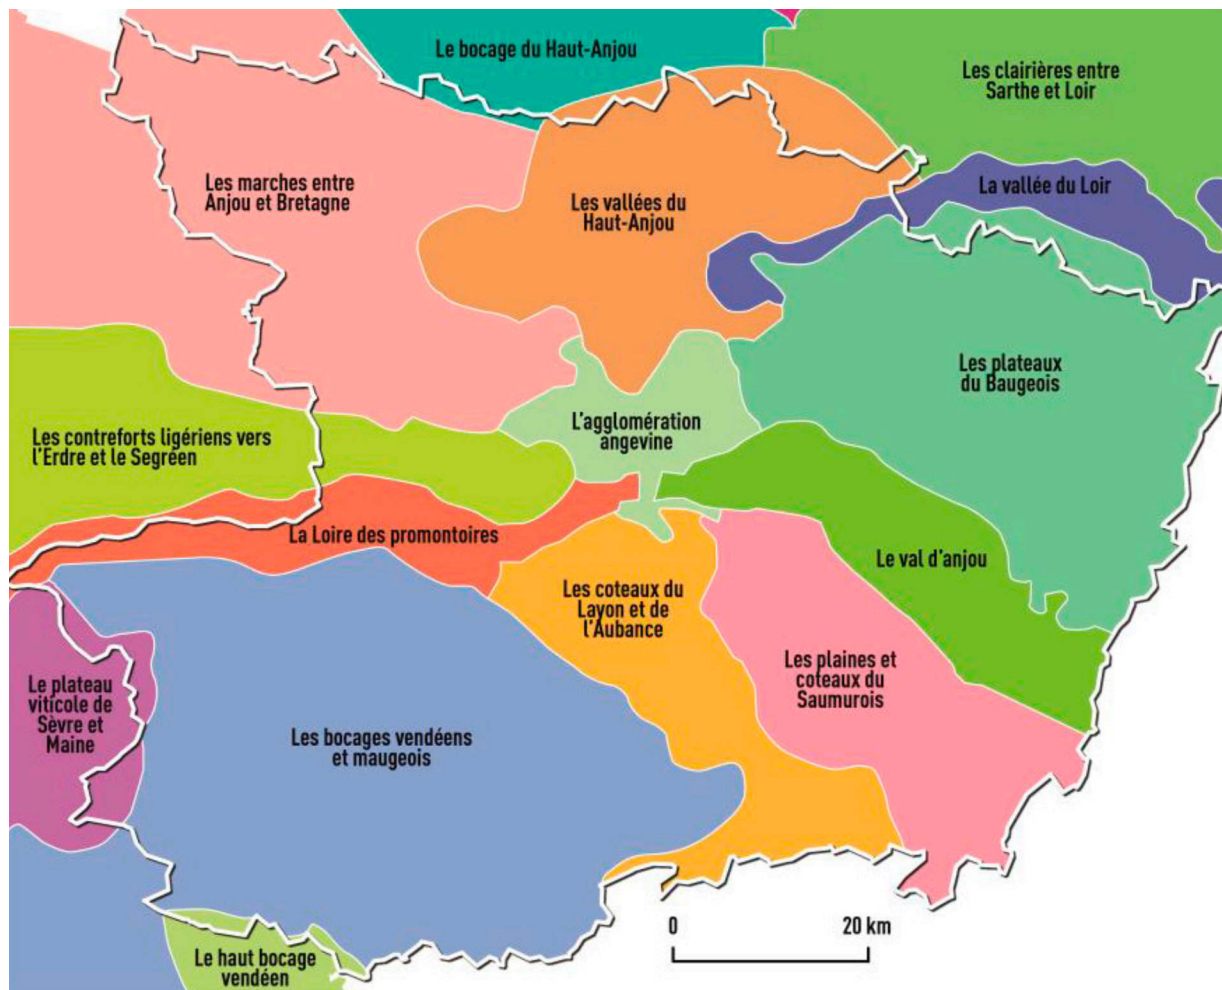 Le bocage du Haut-Anjou
Les clairières entre
Sarthe et Loir
Les marches entre
Anjou et Bretagne
La vallée du Loir
Les vallées du
Haut-Anjou
Les plateaux
du Baugeois
L'agglomération
angevine
Les contreforts ligériens vers
l'Erdre et le Segréen
La Loire des promontoires
Le val d'anjou
Les coteaux du
Layon et de
l'Aubance
Les plaines et
coteaux du
Saumurois
Le plateau
viticole de
Sèvre et
Maine
Les bocages vendéens
et maugeois
0 20 km
Le haut bocage
vendéen